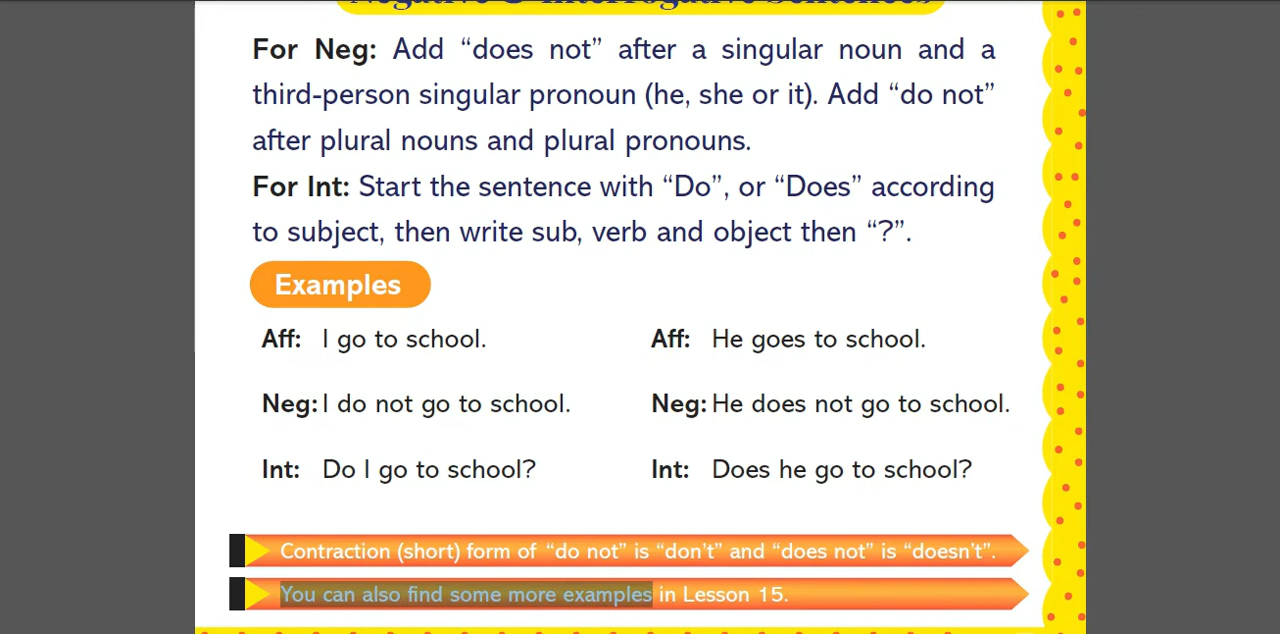 Negative & Interrogative Sentences
For Neg: Add “does not” after a singular noun and a
third-person singular pronoun (he, she or it). Add “do not”
after plural nouns and plural pronouns.
For Int: Start the sentence with “Do”, or “Does” according
to subject, then write sub, verb and object then “?”.
Examples
Aff: I go to school. Aff: He goes to school.
Neg: I do not go to school. Neg: He does not go to school.
Int: Do I go to school? Int: Does he go to school?
Contraction (short) form of “do not” is “don't” and “does not” is “doesn't”.
You can also find some more examples in Lesson 15.